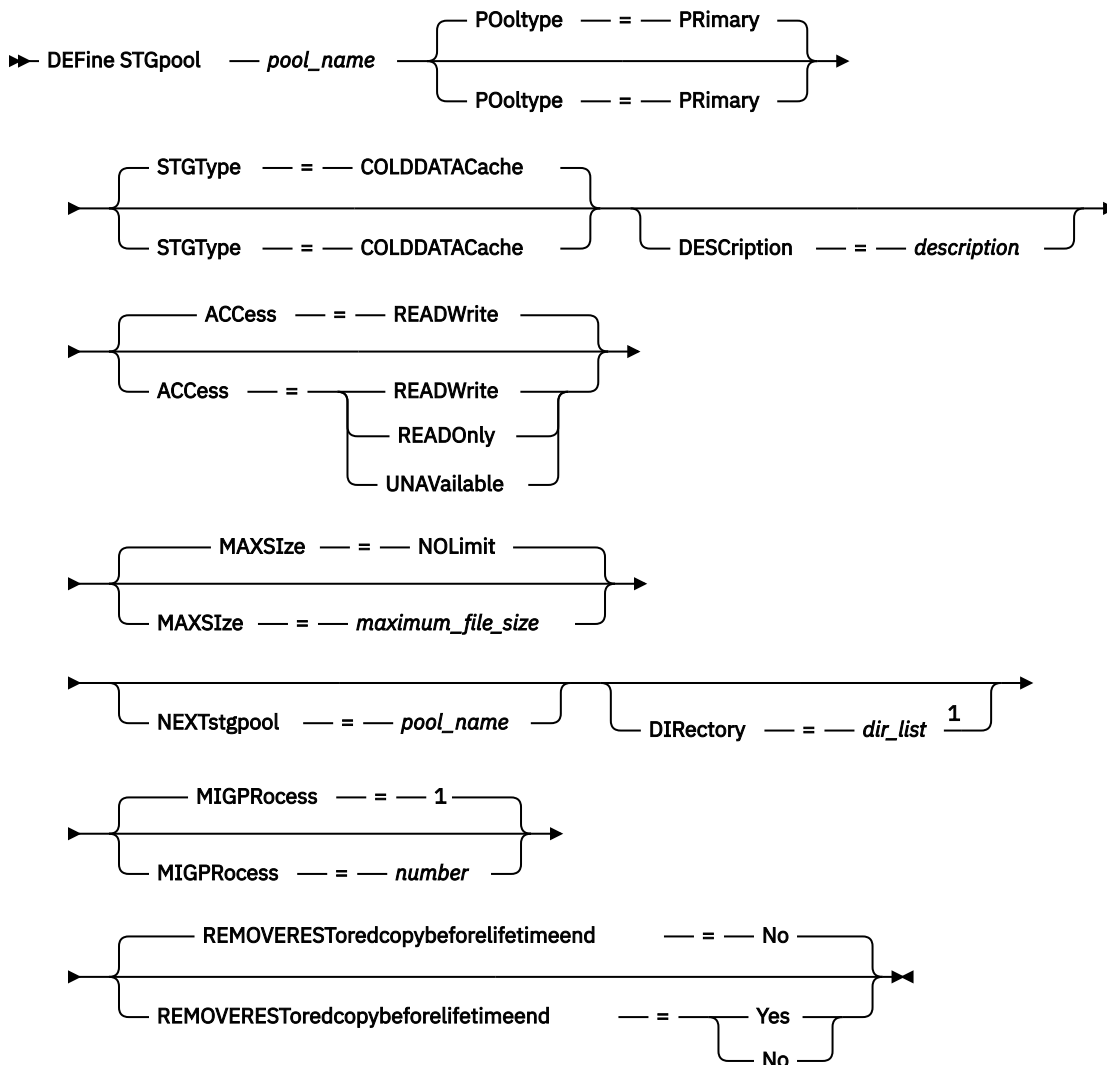 POoltype = PRimary
DEFine STGpool pool_name
POoltype = PRimary
STGType = COLDDATACache
STGType = COLDDATACache
DESCription = description
ACCess = READWrite
ACCess = READWrite
READOnly
UNAVailable
MAXSIze = NOLimit
MAXSIze = maximum_file_size
NEXTstgpool = pool_name
DIRectory = dir_list 1
MIGPRocess = 1
MIGPRocess = number
REMOVERESToredcopybeforelifetimeend = No
REMOVERESToredcopybeforelifetimeend = Yes
No